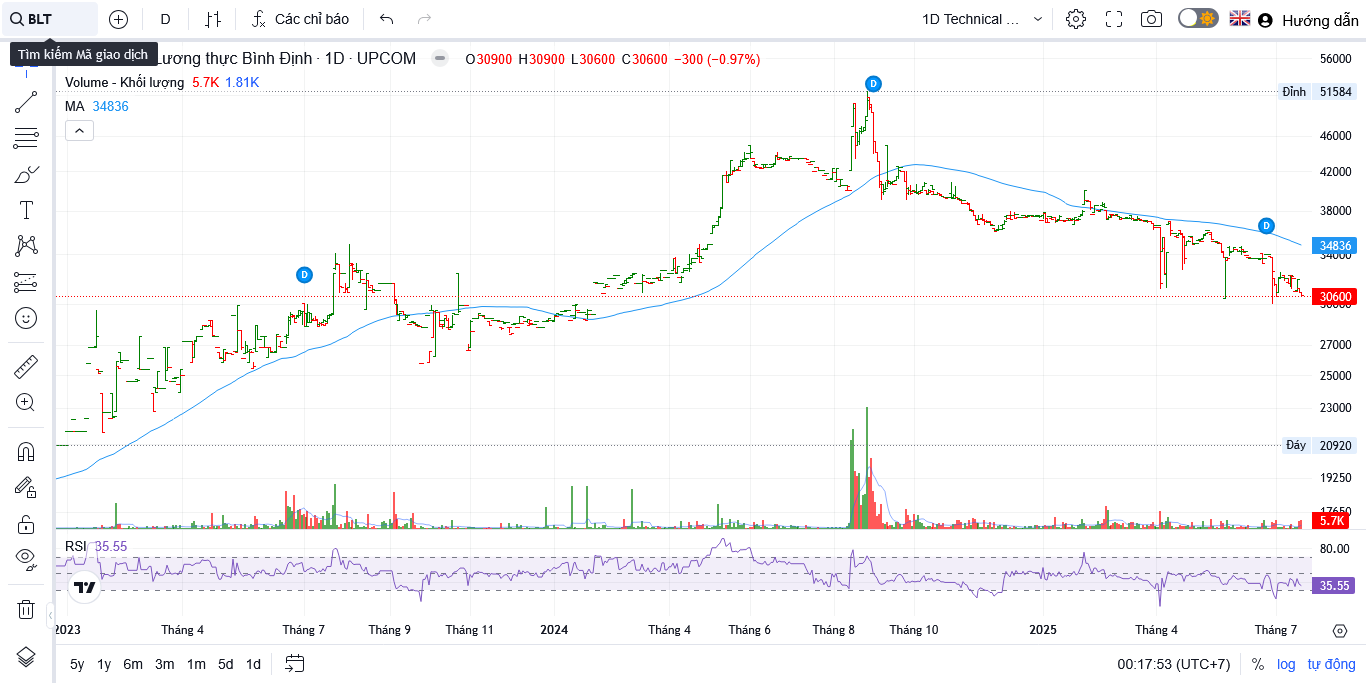 BLT
D
Các chỉ báo
1D Technical ...
Hướng dẫn
Tìm kiếm Mã giao dịch
Lương thực Bình Định · 1D · UPCOM
O30900 H30900 L30600 C30600 −300 (−0.97%)
Volume - Khối lượng 5.7K 1.81K
MA 34836
56000
Đỉnh 51584
46000
42000
38000
34836
34000
30600
27000
25000
23000
Đáy 20920
19250
17650
5.7K
D
D
D
RSI 35.55
80.00
35.55
2023
Tháng 4
Tháng 7
Tháng 9
Tháng 11
2024
Tháng 4
Tháng 6
Tháng 8
Tháng 10
2025
Tháng 4
Tháng 7
5y 1y 6m 3m 1m 5d 1d
00:17:53 (UTC+7)
% log tự động